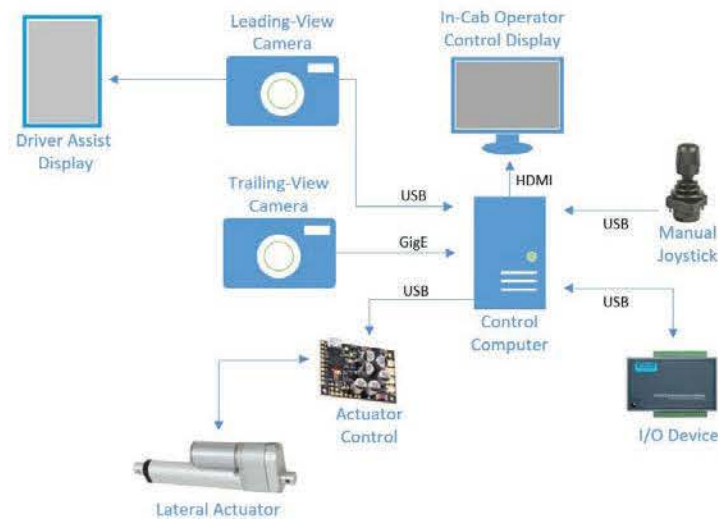 Leading-View
Camera
In-Cab Operator
Control Display
Driver Assist
Display
Trailing-View
Camera
USB
HDMI
USB
Manual
Joystick
GigE
USB
USB
Control
Computer
Actuator
Control
I/O Device
Lateral Actuator